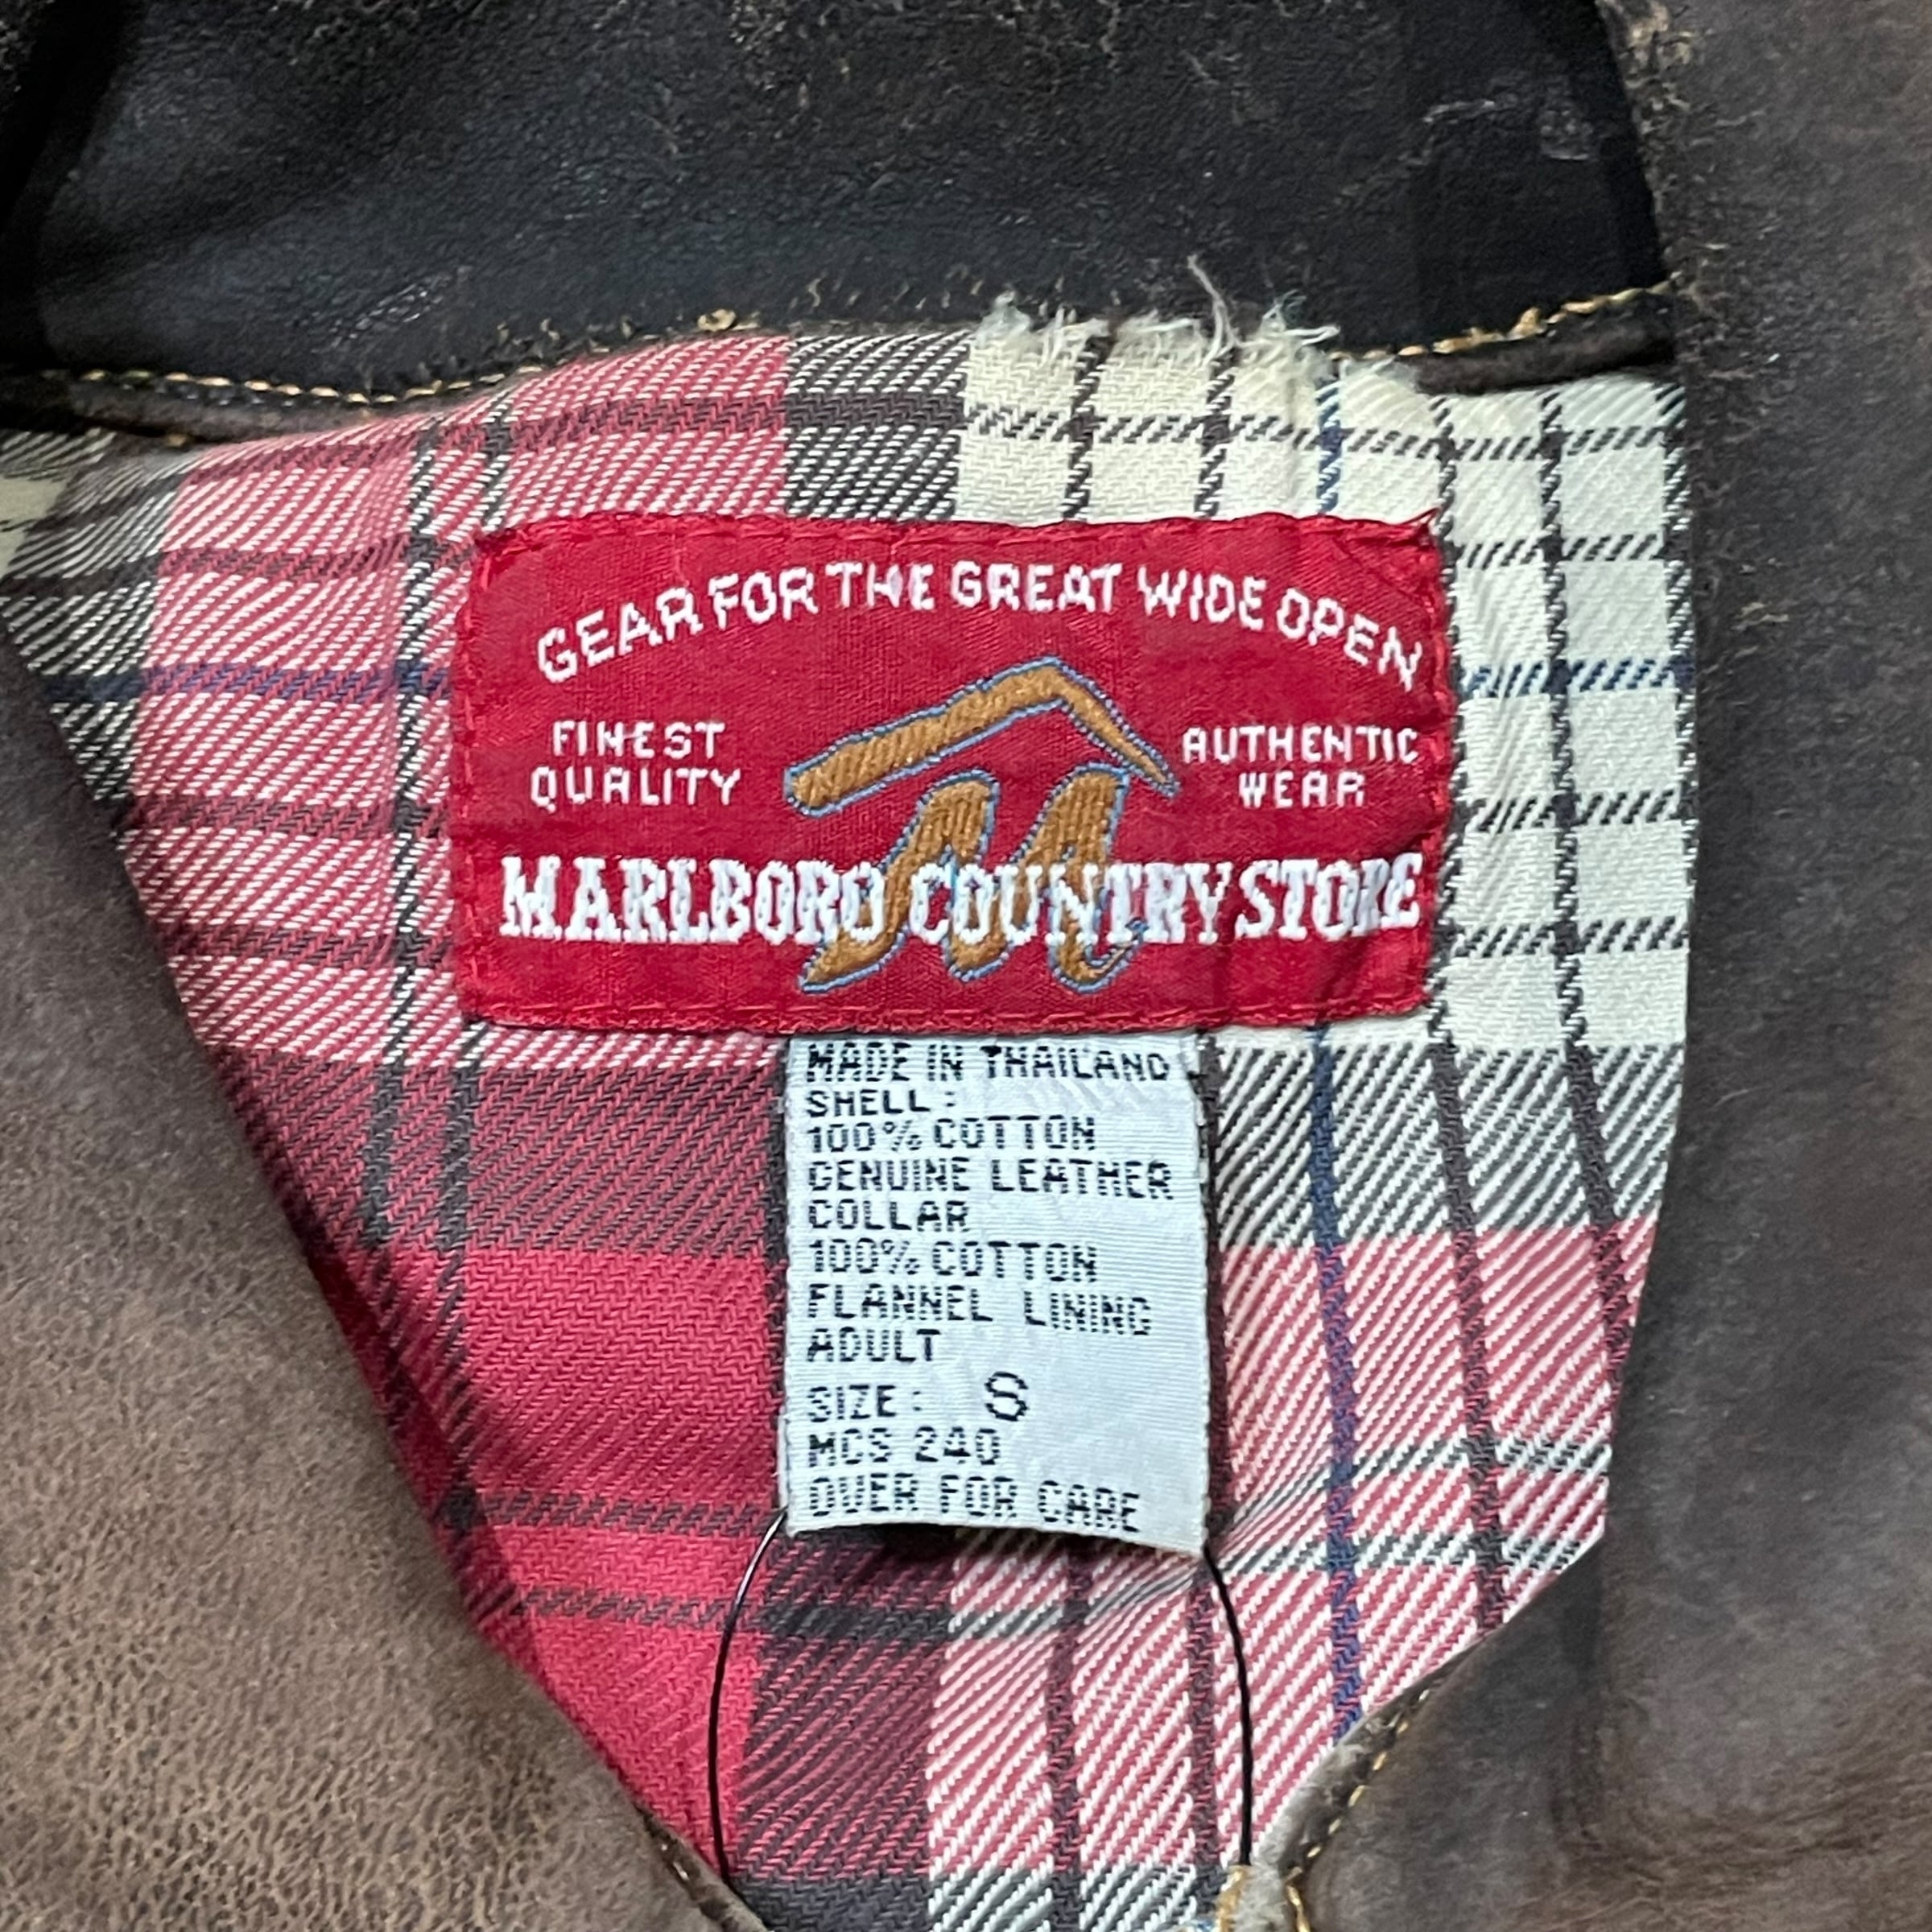 GEAR FOR THE GREAT WIDE OPEN
FINEST
QUALITY
AUTHENTIC
WEAR
MARLBORO COUNTRY STORE
MADE IN THAILAND
SHELL:
100% COTTON
GENUINE LEATHER
COLLAR
100% COTTON
FLANNEL LINING
ADULT
SIZE: S
MCS 240
OVER FOR CARE